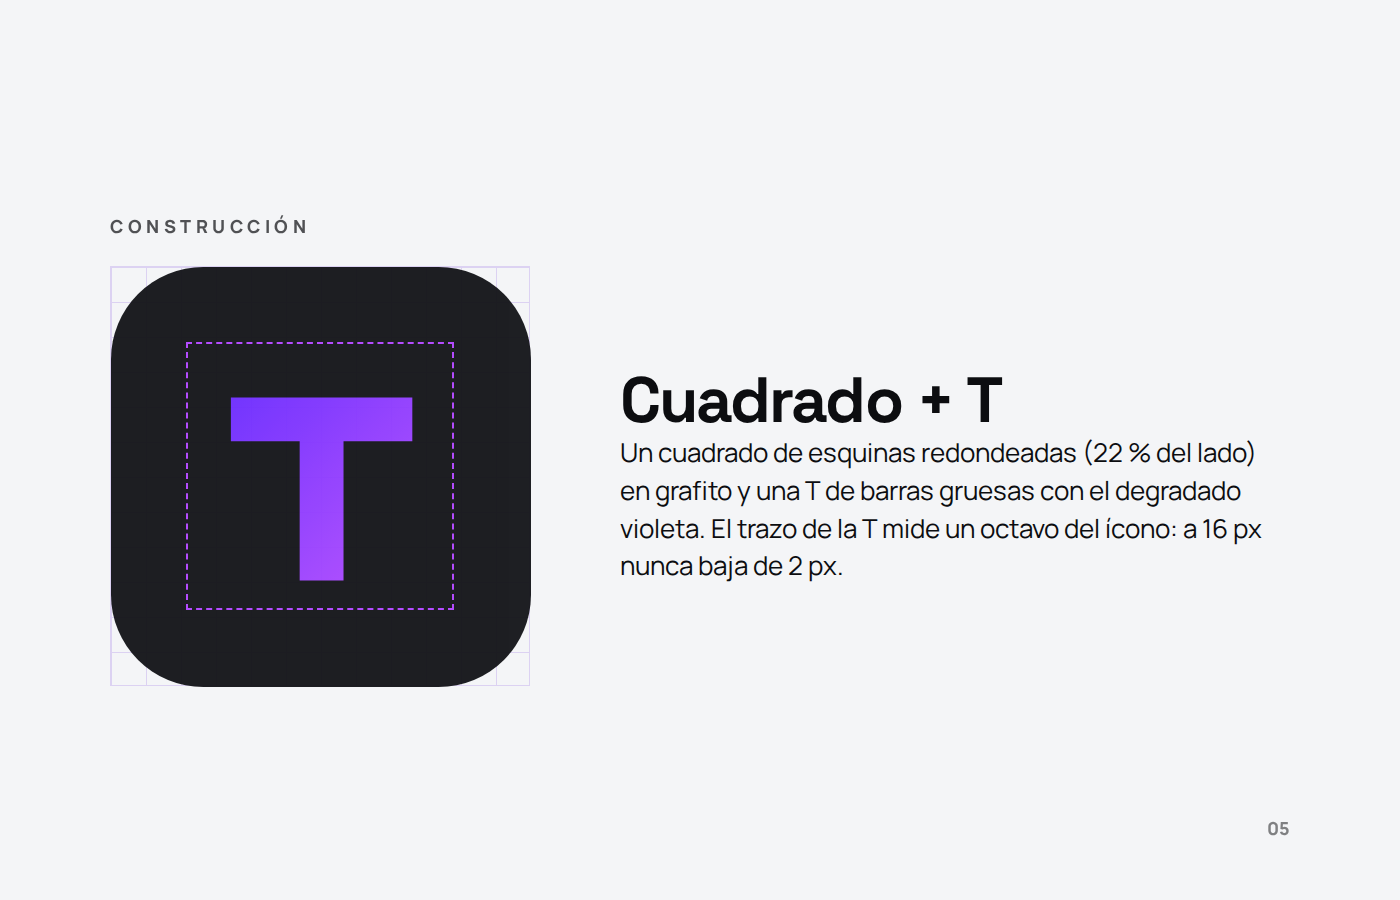 CONSTRUCCIÓN
T
Cuadrado + T
Un cuadrado de esquinas redondeadas (22 % del lado)
en grafito y una T de barras gruesas con el degradado
violeta. El trazo de la T mide un octavo del ícono: a 16 px
nunca baja de 2 px.
05